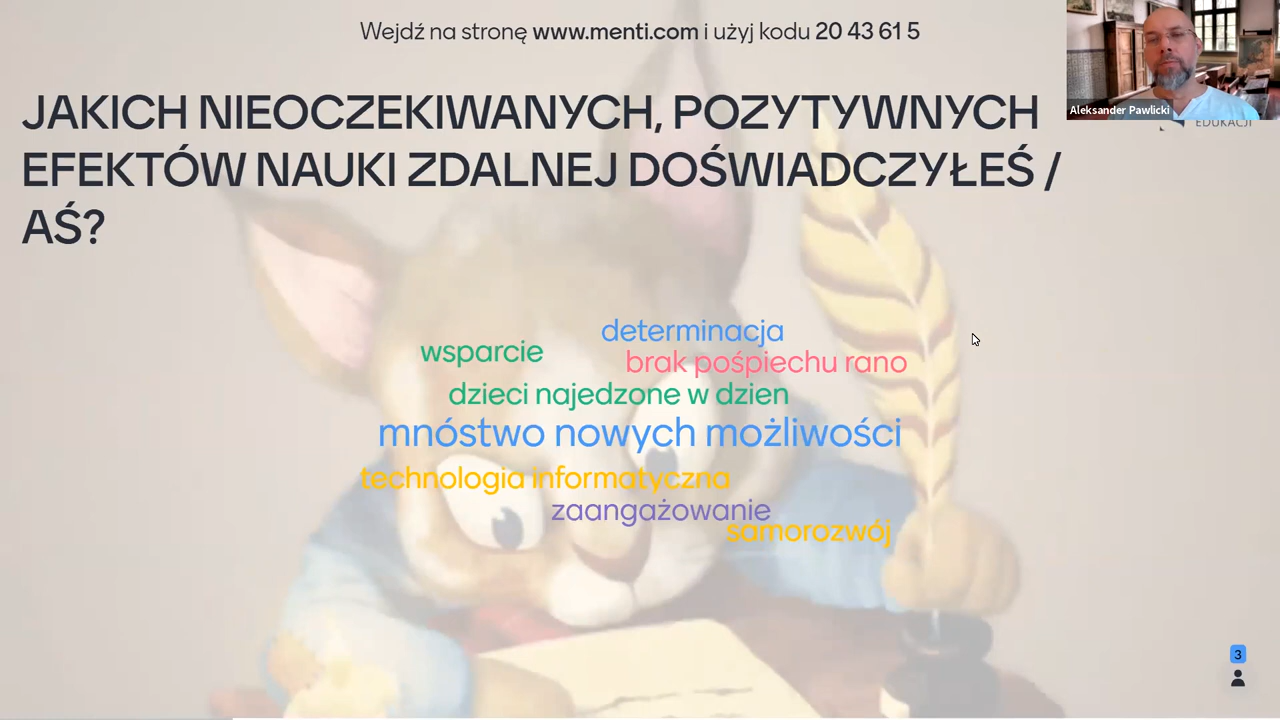 Wejdź na stronę www.menti.com i użyj kodu 20 43 61 5
Aleksander Pawlicki
EDUKACJI
JAKICH NIEOCZEKIWANYCH, POZYTYWNYCH
EFEKTÓW NAUKI ZDALNEJ DOŚWIADCZYŁEŚ /
AŚ?
determinacja
wsparcie
brak pośpiechu rano
dzieci najedzone w dzien
mnóstwo nowych możliwości
technologia informatyczna
zaangażowanie
samorozwój
3